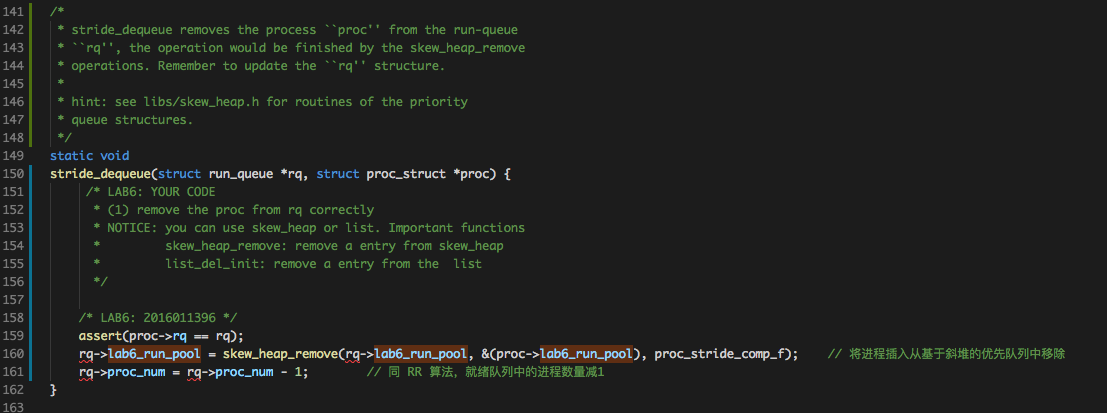 141 /*
142 * stride_dequeue removes the process ``proc'' from the run-queue
143 * ``rq'', the operation would be finished by the skew_heap_remove
144 * operations. Remember to update the ``rq'' structure.
145 *
146 * hint: see libs/skew_heap.h for routines of the priority
147 * queue structures.
148 */
149 static void
150 stride_dequeue(struct run_queue *rq, struct proc_struct *proc) {
151 /* LAB6: YOUR CODE
152 * (1) remove the proc from rq correctly
153 * NOTICE: you can use skew_heap or list. Important functions
154 * skew_heap_remove: remove a entry from skew_heap
155 * list_del_init: remove a entry from the  list
156 */
157
158 /* LAB6: 2016011396 */
159 assert(proc->rq == rq);
160 rq->lab6_run_pool = skew_heap_remove(rq->lab6_run_pool, &(proc->lab6_run_pool), proc_stride_comp_f); // 将进程插入从基于斜堆的优先队列中移除
161 rq->proc_num = rq->proc_num - 1; // 同 RR 算法, 就绪队列中的进程数量减1
162 }
163